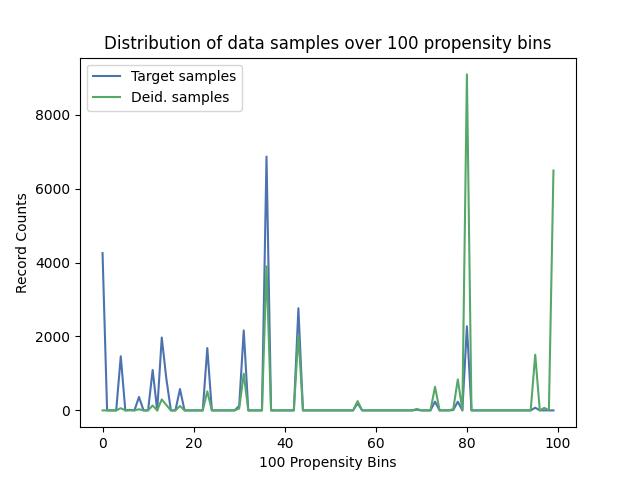 Distribution of data samples over 100 propensity bins
Target samples
Deid. samples
8000
6000
4000
2000
0
Record Counts
0 20 40 60 80 100
100 Propensity Bins